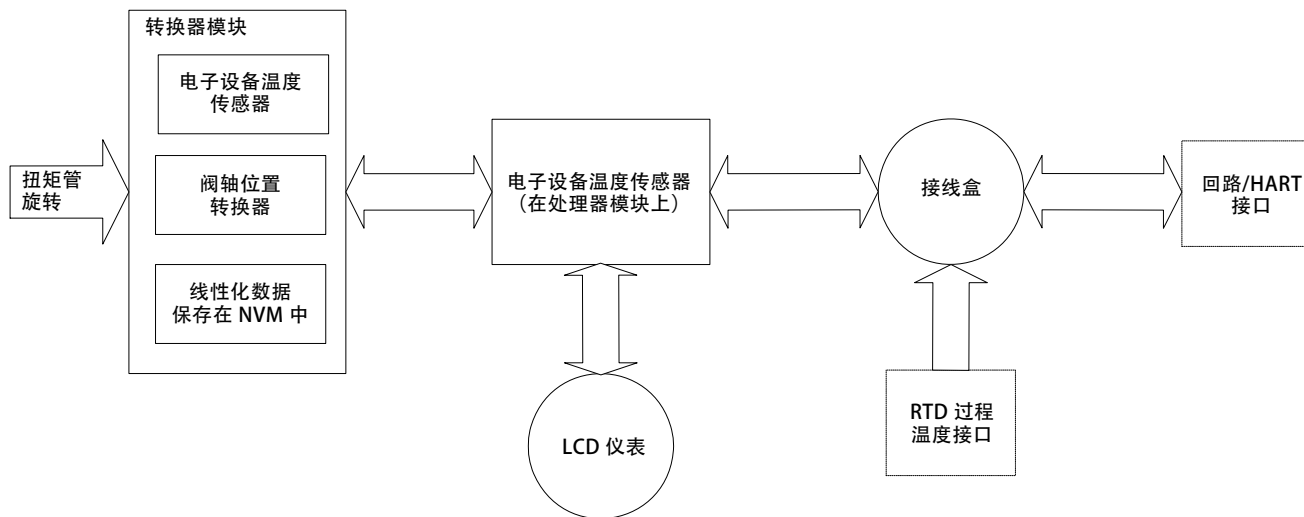 转换器模块
电子设备温度
传感器
扭矩管
旋转
阀轴位置
转换器
线性化数据
保存在 NVM 中
电子设备温度传感器
（在处理器模块上）
接线盒
回路/HART
接口
LCD 仪表
RTD 过程
温度接口